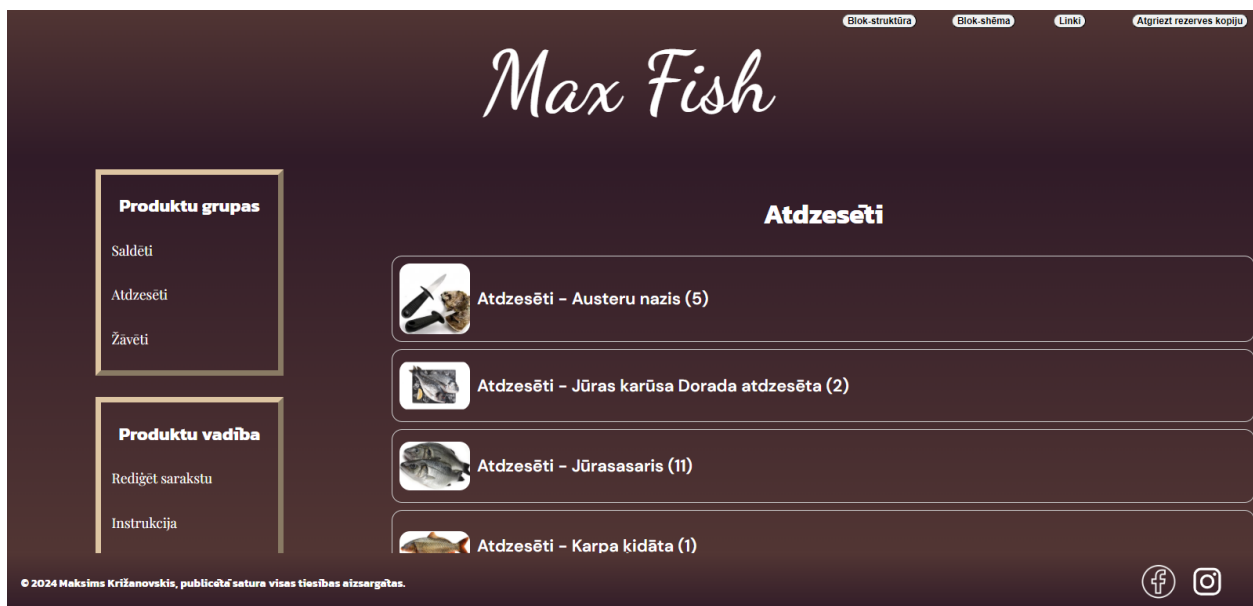 Blok-struktūra Blok-shēma Linki Atgriezt rezerves kopiju
Max Fish
Produktu grupas
Saldēti
Atdzesēti
Žāvēti
Produktu vadība
Rediģēt sarakstu
Instrukcija
Atdzesēti
Atdzesēti - Austeru nazis (5)
Atdzesēti - Jūras karūsa Dorada atdzesēta (2)
Atdzesēti - Jūrasasaris (11)
Atdzesēti - Karpa ķidāta (1)
© 2024 Maksims Križanovskis, publicēta satura visas tiesības aizsargātas.